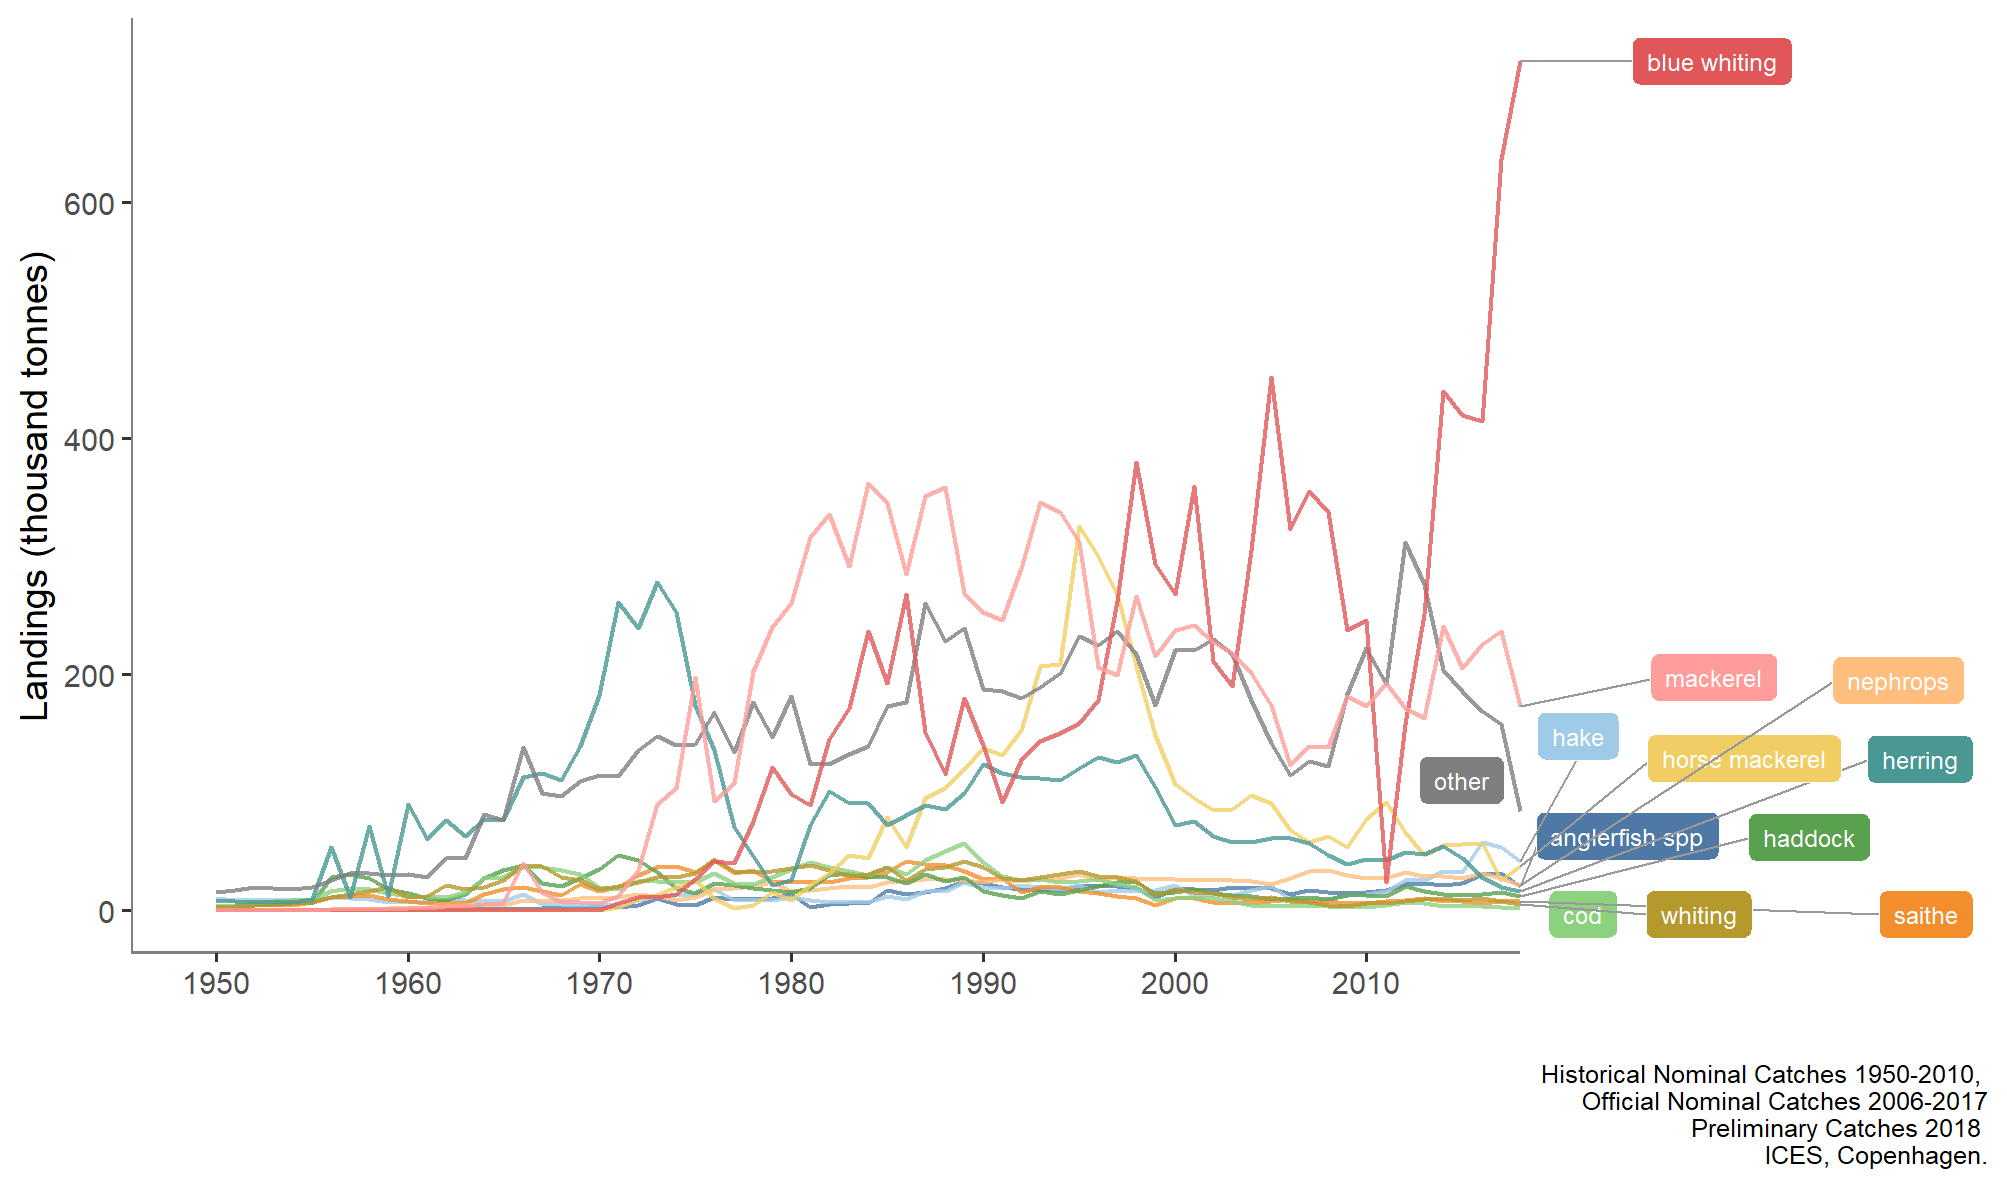 Landings (thousand tonnes)
600
400
200
0
1950
1960
1970
1980
1990
2000
2010
blue whiting
mackerel
nephrops
hake
horse mackerel
herring
other
anglerfish spp
haddock
cod
whiting
saithe
Historical Nominal Catches 1950-2010,
Official Nominal Catches 2006-2017
Preliminary Catches 2018
ICES, Copenhagen.